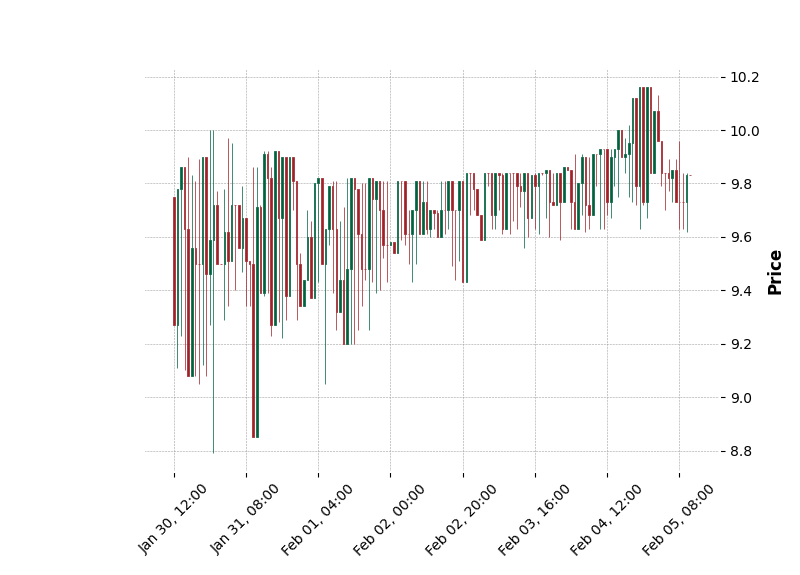 10.2
10.0
9.8
9.6
9.4
9.2
9.0
8.8
Price
Jan 30, 12:00
Jan 31, 08:00
Feb 01, 04:00
Feb 02, 00:00
Feb 02, 20:00
Feb 03, 16:00
Feb 04, 12:00
Feb 05, 08:00